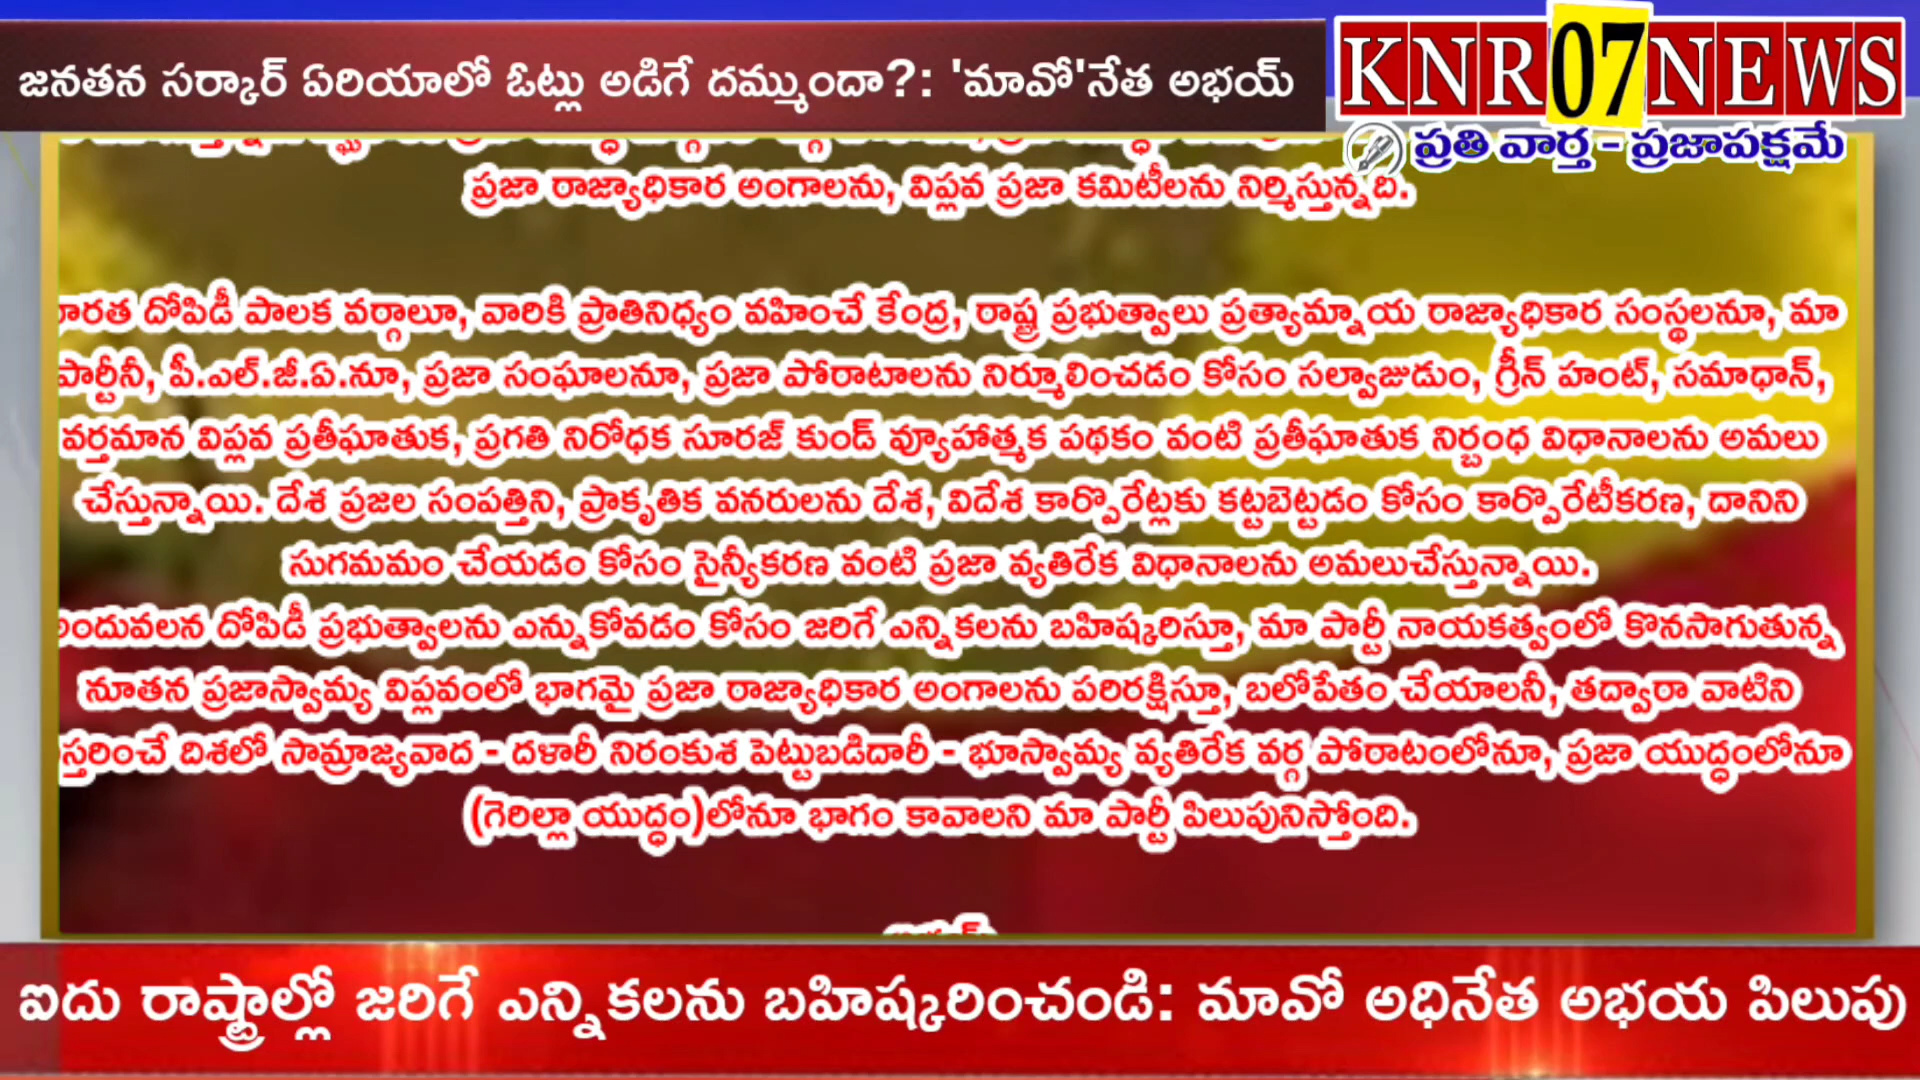 జనతన సర్కార్ ఏరియాలో ఓట్లు అడిగే దమ్ముందా?: 'మావో'నేత అభయ్
KNR07NEWS
ప్రతి వార్త - ప్రజాపక్షమే
ప్రజా రాజ్యాధికార అంగాలను, విప్లవ ప్రజా కమిటీలను నిర్మిస్తున్నది.
దోపిడీ పాలక వర్గాలూ, వారికి ప్రాతినిధ్యం వహించే కేంద్ర, రాష్ట్ర ప్రభుత్వాలు ప్రత్యామ్నాయ రాజ్యాధికార సంస్థలనూ, మా
పార్టీనీ, పీ.ఎల్.జీ.ఏ.నూ, ప్రజా సంఘాలనూ, ప్రజా పోరాటాలను నిర్మూలించడం కోసం సల్వాజుడుం, గ్రీన్ హంట్, సమాధాన్,
వర్తమాన విప్లవ ప్రతీఘాతుక, ప్రగతి నిరోధక సూరజ్ కుండ్ వ్యూహాత్మక పథకం వంటి ప్రతీఘాతుక నిర్బంధ విధానాలను అమలు
చేస్తున్నాయి. దేశ ప్రజల సంపత్తిని, ప్రాకృతిక వనరులను దేశ, విదేశ కార్పొరేట్లకు కట్టబెట్టడం కోసం కార్పొరేటీకరణ, దానిని
సుగమమం చేయడం కోసం సైన్యీకరణ వంటి ప్రజా వ్యతిరేక విధానాలను అమలుచేస్తున్నాయి.
అందువలన దోపిడీ ప్రభుత్వాలను ఎన్నుకోవడం కోసం జరిగే ఎన్నికలను బహిష్కరిస్తూ, మా పార్టీ నాయకత్వంలో కొనసాగుతున్న
నూతన ప్రజాస్వామ్య విప్లవంలో భాగమై ప్రజా రాజ్యాధికార అంగాలను పరిరక్షిస్తూ, బలోపేతం చేయాలనీ, తద్వారా వాటిని
స్తరించే దిశలో సామ్రాజ్యవాద - దళారీ నిరంకుశ పెట్టుబడిదారీ - భూస్వామ్య వ్యతిరేక వర్గ పోరాటంలోనూ, ప్రజా యుద్ధంలోనూ
(గెరిల్లా యుద్ధం)లోనూ భాగం కావాలని మా పార్టీ పిలుపునిస్తోంది.
ఐదు రాష్ట్రాల్లో జరిగే ఎన్నికలను బహిష్కరించండి: మావో అధినేత అభయ పిలుపు